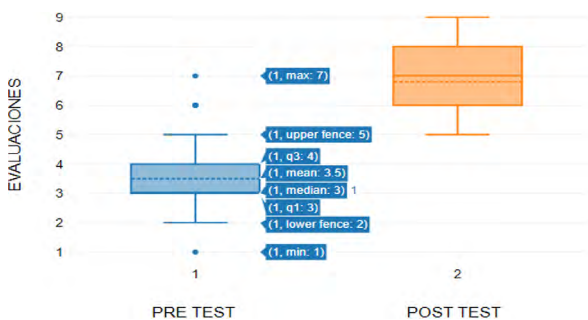 EVALUACIONES
9
8
7
6
5
4
3
2
1
(1, max: 7)
(1, upper fence: 5)
(1, q3: 4)
(1, mean: 3.5)
(1, median: 3) 1
(1, q1: 3)
(1, lower fence: 2)
(1, min: 1)
1 2
PRE TEST POST TEST